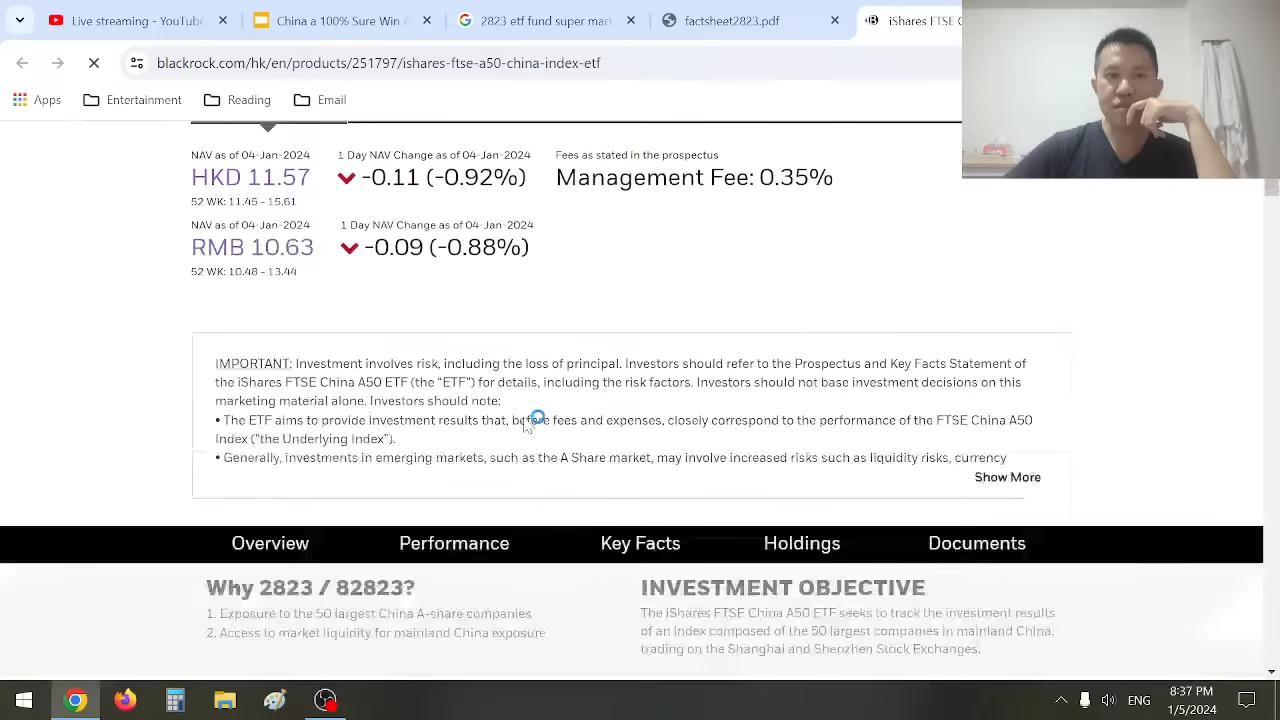 Live streaming - YouTube
China a 100% Sure Win A
2823 etf fund super mar
factsheet2823.pdf
iShares FTSE C
blackrock.com/hk/en/products/251797/ishares-ftse-a50-china-index-etf
Apps
Entertainment
Reading
Email
NAV as of 04-Jan-2024
1 Day NAV Change as of 04-Jan-2024
Fees as stated in the prospectus
HKD 11.57
-0.11 (-0.92%)
Management Fee: 0.35%
52 WK: 11.45 - 15.61
NAV as of 04-Jan-2024
1 Day NAV Change as of 04-Jan-2024
RMB 10.63
-0.09 (-0.88%)
52 WK: 10.48 - 13.44
IMPORTANT: Investment involves risk, including the loss of principal. Investors should refer to the Prospectus and Key Facts Statement of
the iShares FTSE China A50 ETF (the “ETF”) for details, including the risk factors. Investors should not base investment decisions on this
marketing material alone. Investors should note:
• The ETF aims to provide investment results that, before fees and expenses, closely correspond to the performance of the FTSE China A50
Index (“the Underlying Index”).
• Generally, investments in emerging markets, such as the A Share market, may involve increased risks such as liquidity risks, currency
Show More
Overview
Performance
Key Facts
Holdings
Documents
Why 2823 / 82823?
1. Exposure to the 50 largest China A-share companies
2. Access to market liquidity for mainland China exposure
INVESTMENT OBJECTIVE
The iShares FTSE China A50 ETF seeks to track the investment results
of an index composed of the 50 largest companies in mainland China,
trading on the Shanghai and Shenzhen Stock Exchanges.
ENG
8:37 PM
1/5/2024